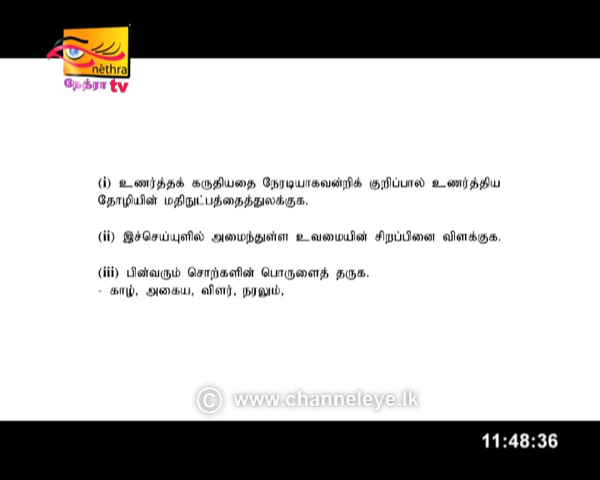 nèthra
நேத்ரா tv
(i) உணர்த்தக் கருதியதை நேரடியாகவன்றிக் குறிப்பால் உணர்த்திய
தோழியின் மதிநுட்பத்தைத்துலக்குக.
(ii) இச்செய்யுளில் அமைந்துள்ள உவமையின் சிறப்பினை விளக்குக.
(iii) பின்வரும் சொற்களின் பொருளைத் தருக.
- காழ், அகைய, விளர், நரலும்,
© www.channeleye.lk
11:48:36